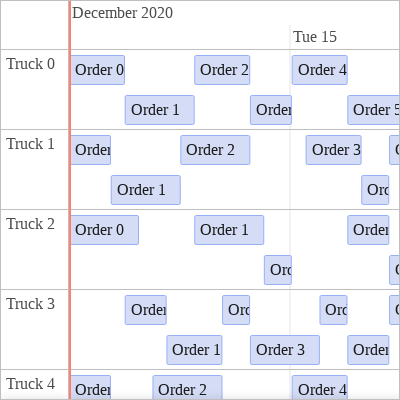 December 2020
Tue 15
Truck 0
Order 0 Order 2 Order 4
Order 1 Order Order 5
Truck 1
Order Order 2 Order 3
Order 1 Ord
Truck 2
Order 0 Order 1 Order
Ord
Truck 3
Order Ord Ord
Order 1 Order 3 Order
Truck 4
Order Order 2 Order 4